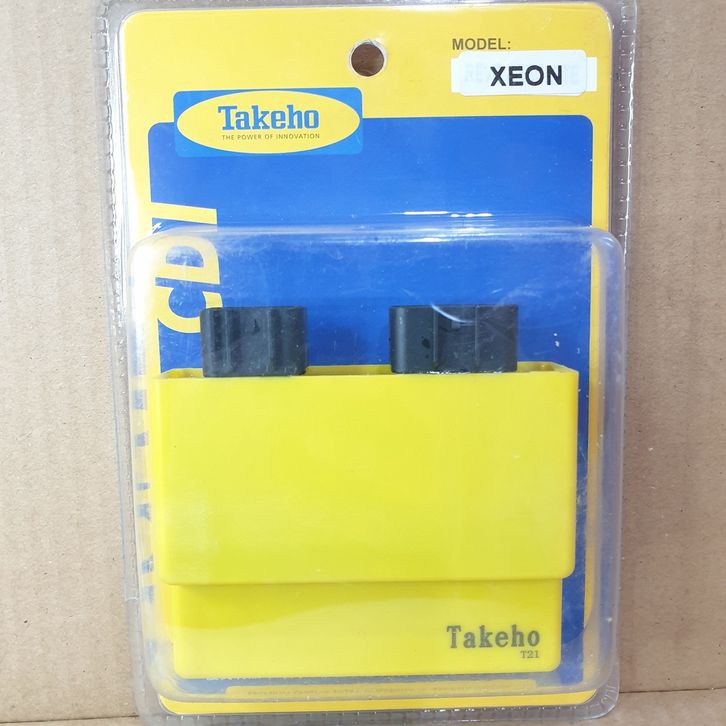 MODEL:
XEON
Takeho
THE POWER OF INNOVATION
CDI
Takeho
T21